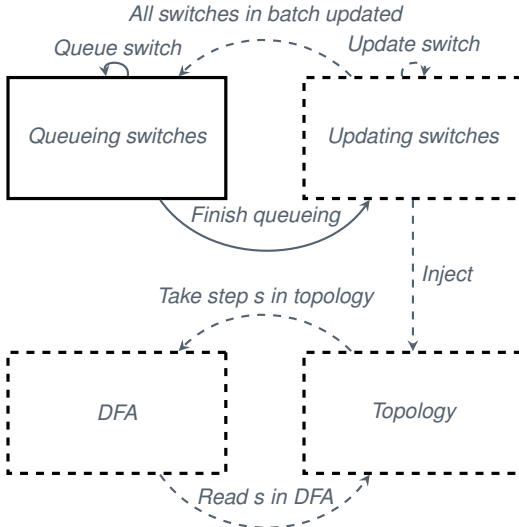 All switches in batch updated
Queue switch
Update switch
Queueing switches
Updating switches
Finish queueing
Inject
Take step s in topology
DFA
Topology
Read s in DFA